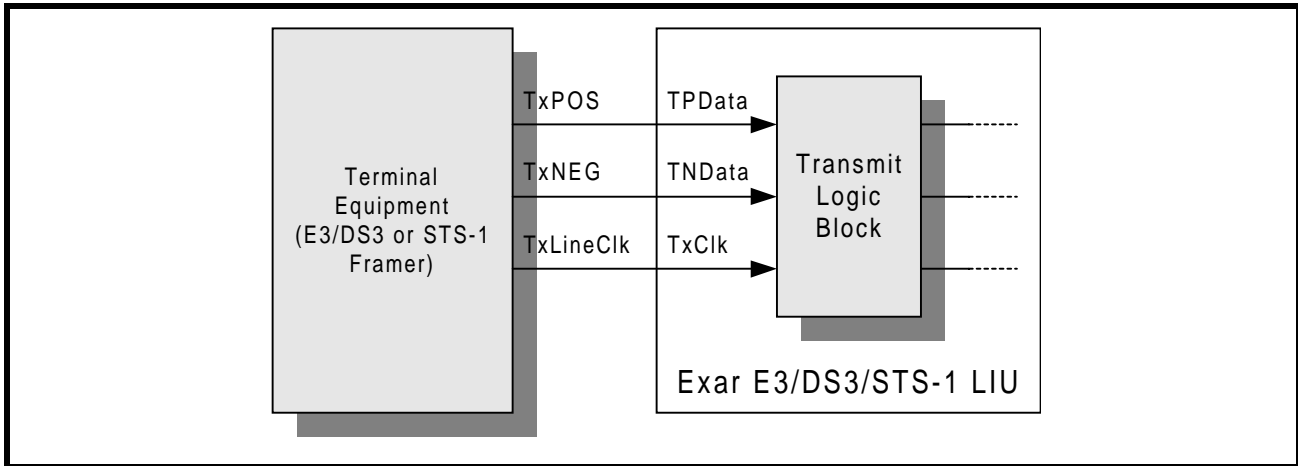 Terminal
Equipment
(E3/DS3 or STS-1
Framer)
TxPOS
TxNEG
TxLineClk
TPData
TNData
TxClk
Transmit
Logic
Block
Exar E3/DS3/STS-1 LIU